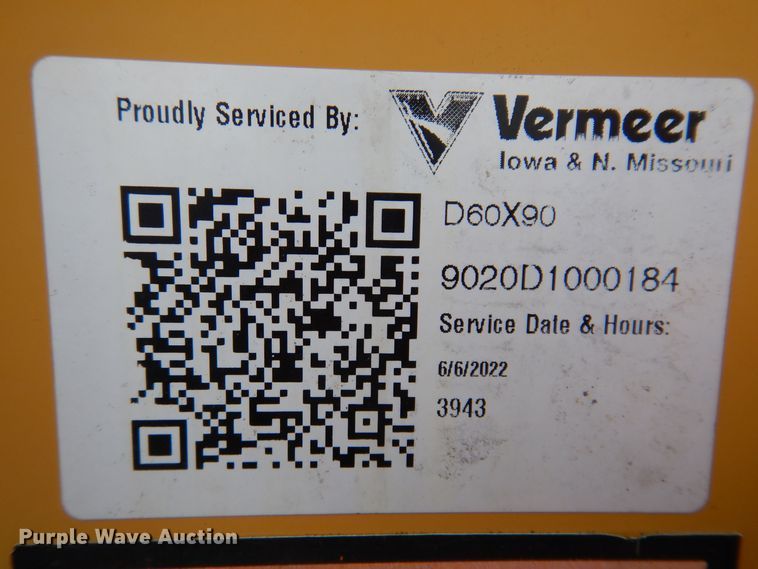 Proudly Serviced By:
Vermeer
Iowa & N. Missouri
D60X90
9020D1000184
Service Date & Hours:
6/6/2022
3943
Purple Wave Auction